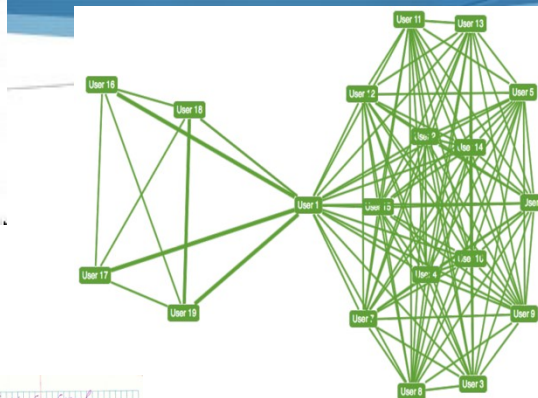 User 11
User 13
User 16
User 5
User 12
User 18
User 14
User 1
User 15
User
User 17
User 4
User 10
User 19
User 7
User 9
User 8
User 3